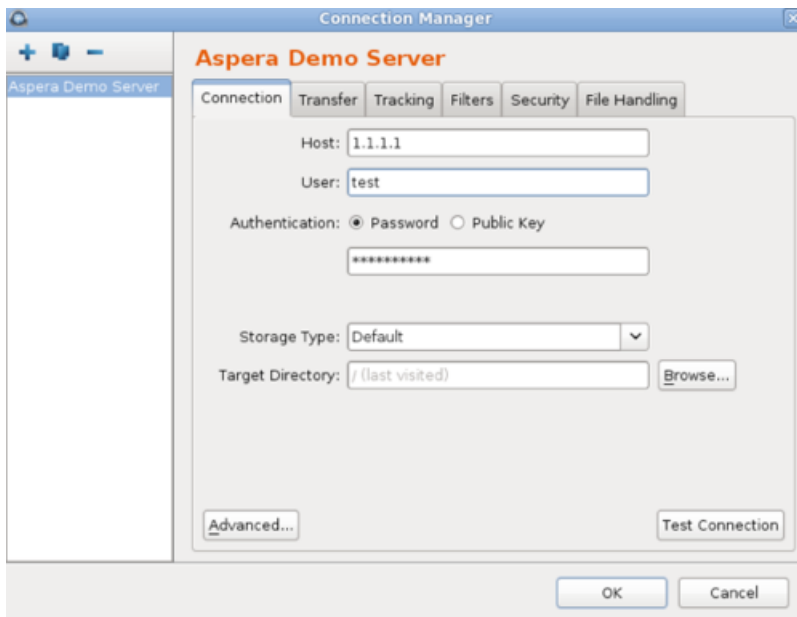 Connection Manager
Aspera Demo Server
Aspera Demo Server
Connection Transfer Tracking Filters Security File Handling
Host: 1.1.1.1
User: test
Authentication: Password Public Key
**********
Storage Type: Default
Target Directory: / (last visited) Browse...
Advanced... Test Connection
OK Cancel